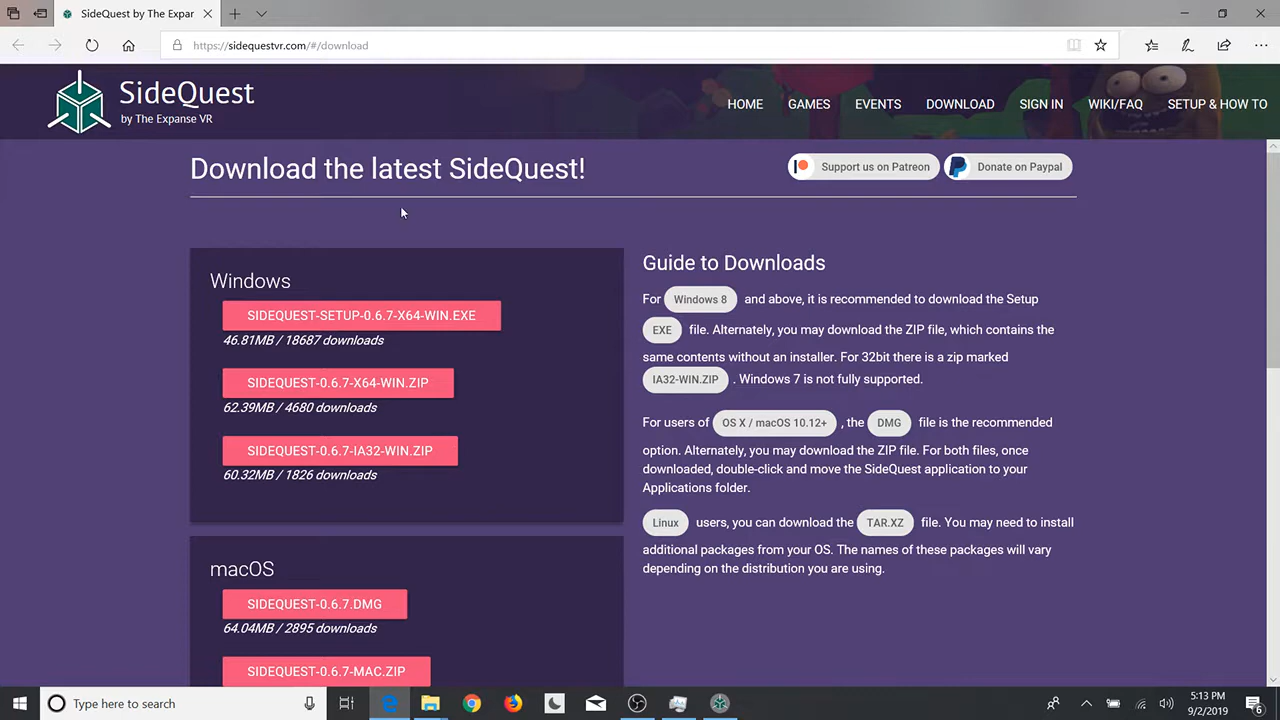 SideQuest by The Expar
https://sidequestvr.com/#/download
SideQuest
by The Expanse VR
HOME
GAMES
EVENTS
DOWNLOAD
SIGN IN
WIKI/FAQ
SETUP & HOW TO
Download the latest SideQuest!
Support us on Patreon
Donate on Paypal
Windows
SIDEQUEST-SETUP-0.6.7-X64-WIN.EXE
46.81MB / 18687 downloads
SIDEQUEST-0.6.7-X64-WIN.ZIP
62.39MB / 4680 downloads
SIDEQUEST-0.6.7-IA32-WIN.ZIP
60.32MB / 1826 downloads
macOS
SIDEQUEST-0.6.7.DMG
64.04MB / 2895 downloads
SIDEQUEST-0.6.7-MAC.ZIP
Guide to Downloads
For Windows 8 and above, it is recommended to download the Setup
EXE file. Alternately, you may download the ZIP file, which contains the
same contents without an installer. For 32bit there is a zip marked
IA32-WIN.ZIP . Windows 7 is not fully supported.
For users of OS X / macOS 10.12+ , the DMG file is the recommended
option. Alternately, you may download the ZIP file. For both files, once
downloaded, double-click and move the SideQuest application to your
Applications folder.
Linux users, you can download the TAR.XZ file. You may need to install
additional packages from your OS. The names of these packages will vary
depending on the distribution you are using.
Type here to search
5:13 PM
9/2/2019
6